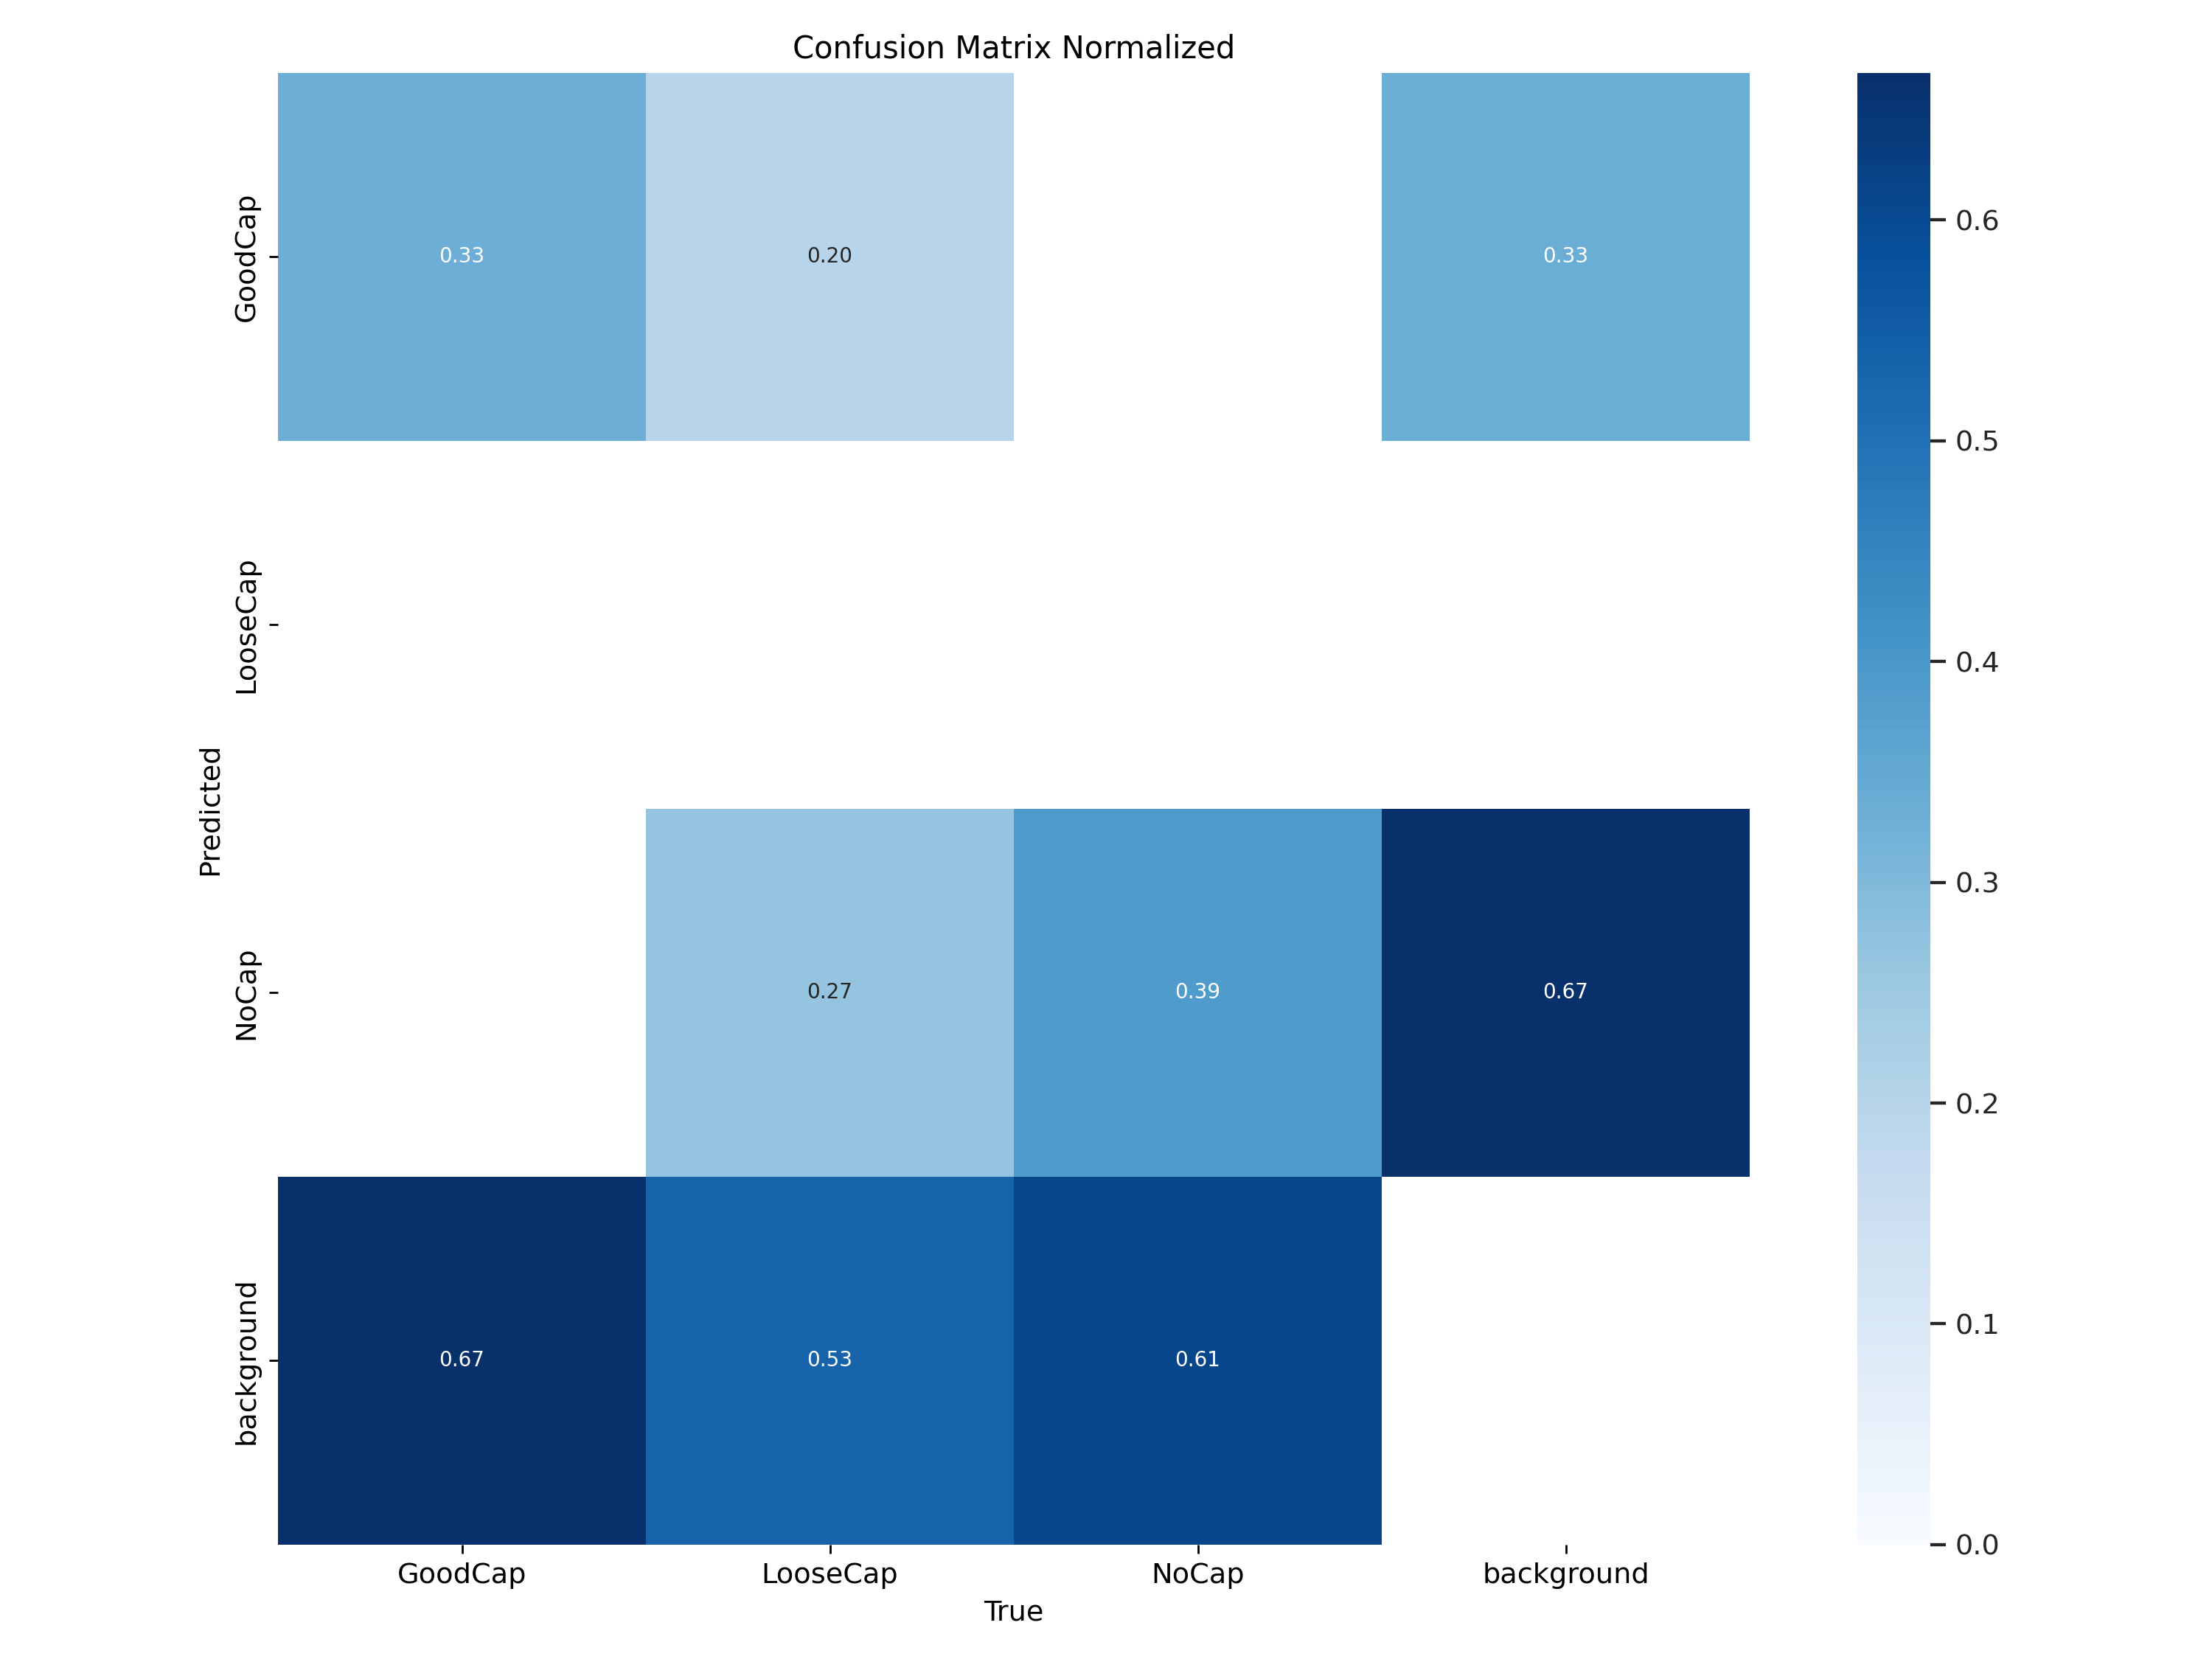 Confusion Matrix Normalized
GoodCap
0.33
0.20
0.33
LooseCap
NoCap
0.27
0.39
0.67
background
0.67
0.53
0.61
Predicted
GoodCap
LooseCap
NoCap
background
True
0.6
0.5
0.4
0.3
0.2
0.1
0.0